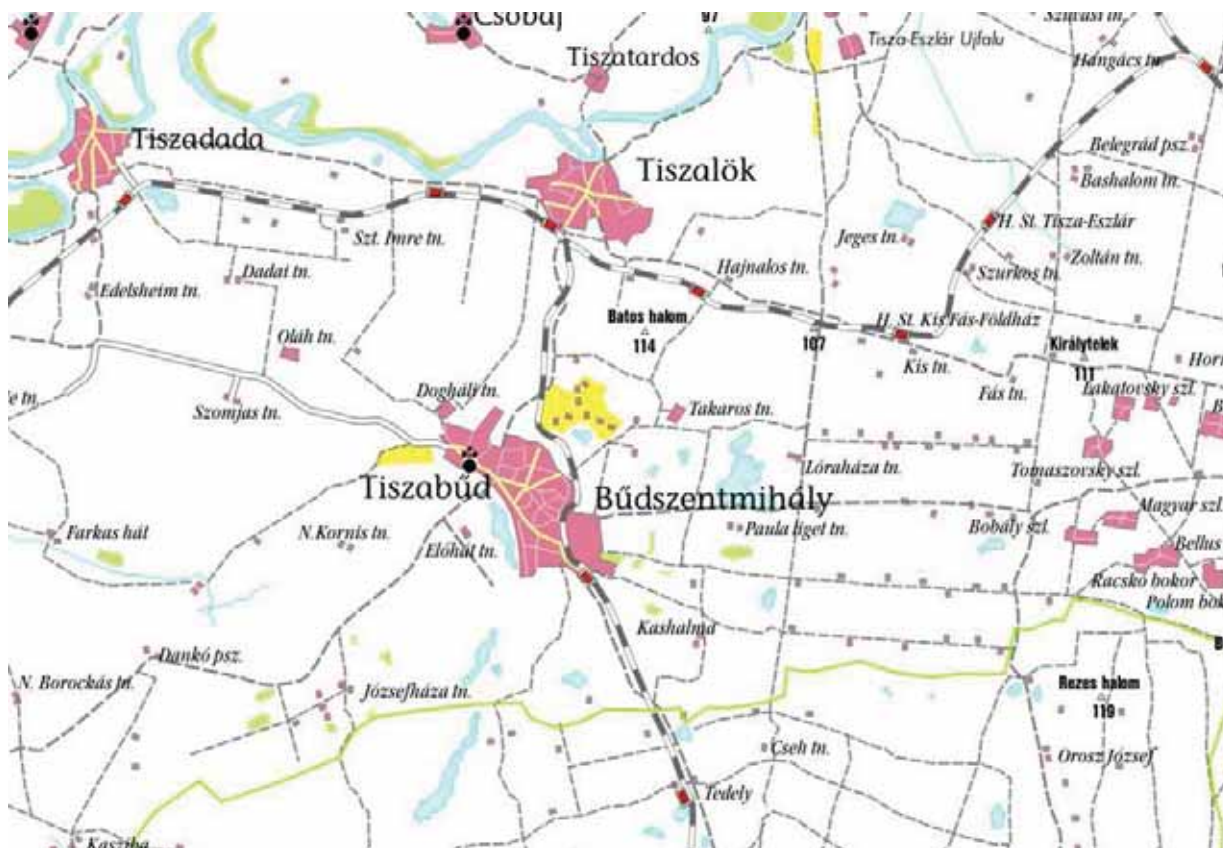 Csobaj
97
Tiszatardos
Tisza-Eszlár Ujfalu
Hangács tn.
Tiszadada
Tiszalök
Belegrád psz.
Bashalom tn.
Szt. Imre tn.
Jeges tn.
H. St. Tisza-Eszlár
Dadai tn.
Hajnalos tn.
Szurkos tn.
Zoltán tn.
Edelsheim tn.
Batos halom
114
H. St. Kis Fás-Földház
107
Oláh tn.
Kis tn.
Királytelek
111
Dogháli tn.
Szomjas tn.
Takaros tn.
Fás tn.
Lakatovsky szl.
Lóraháza tn.
Tomaszovsky szl.
Tiszabűd
Bűdszentmihály
Magyar szl.
Farkas hát
N.Kornis tn.
Előhát tn.
Paula liget tn.
Bobály szl.
Bellus
Racskó bokor
Polom bok
Kashalma
Dankó psz.
N. Borockás tn.
Józsefháza tn.
Rezes halom
119
Cseh tn.
Orosz József
Tedely
Kasziba